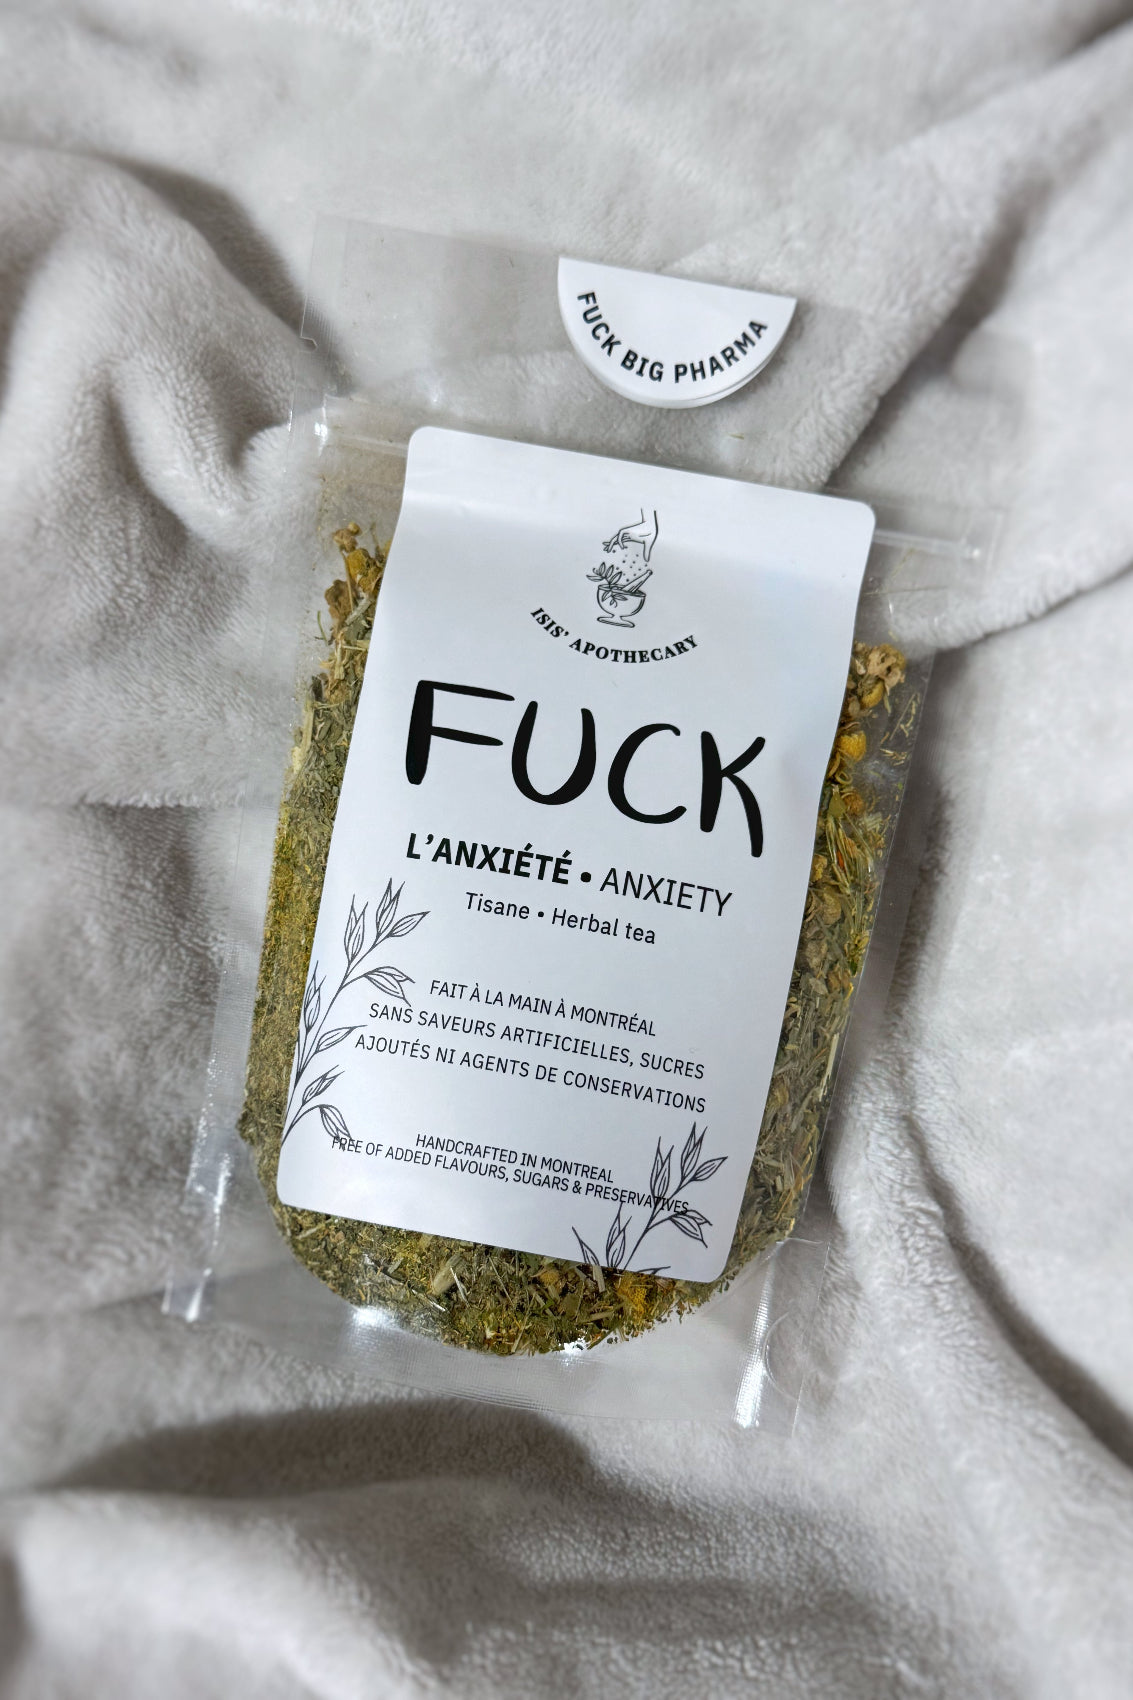 FUCK BIG PHARMA
ISIS' APOTHECARY
FUCK
L'ANXIÉTÉ • ANXIETY
Tisane • Herbal tea
FAIT À LA MAIN À MONTRÉAL
SANS SAVEURS ARTIFICIELLES, SUCRES
AJOUTÉS NI AGENTS DE CONSERVATIONS
HANDCRAFTED IN MONTREAL
FREE OF ADDED FLAVOURS, SUGARS & PRESERVATIVES